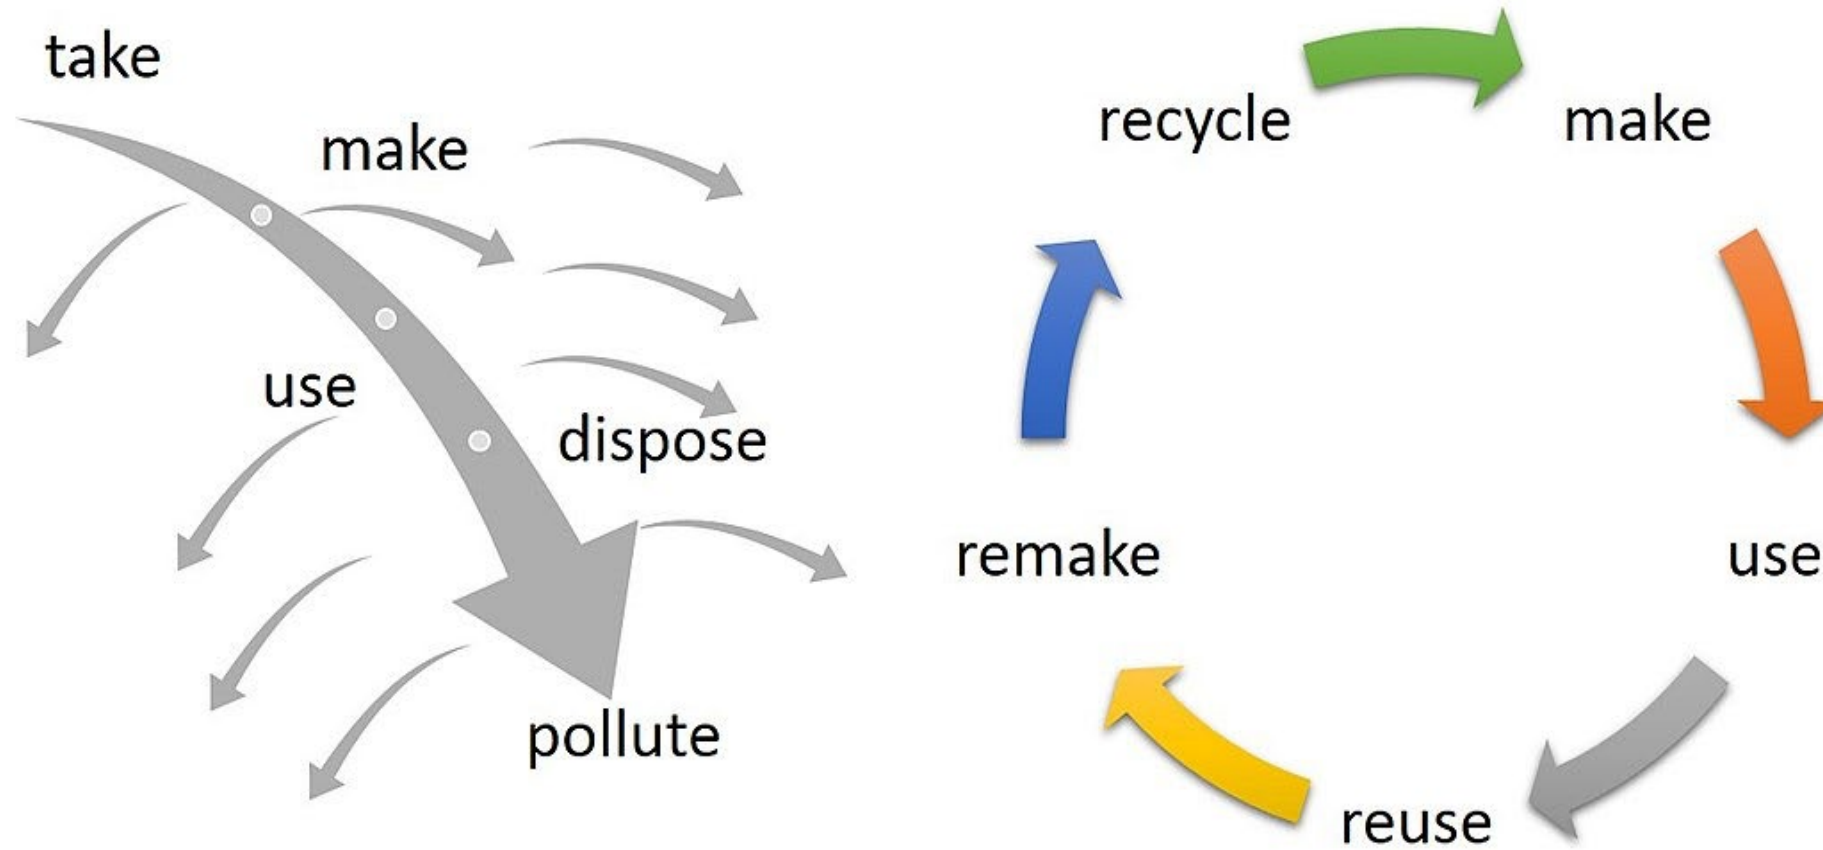 take
make
use
dispose
pollute
recycle
make
use
reuse
remake